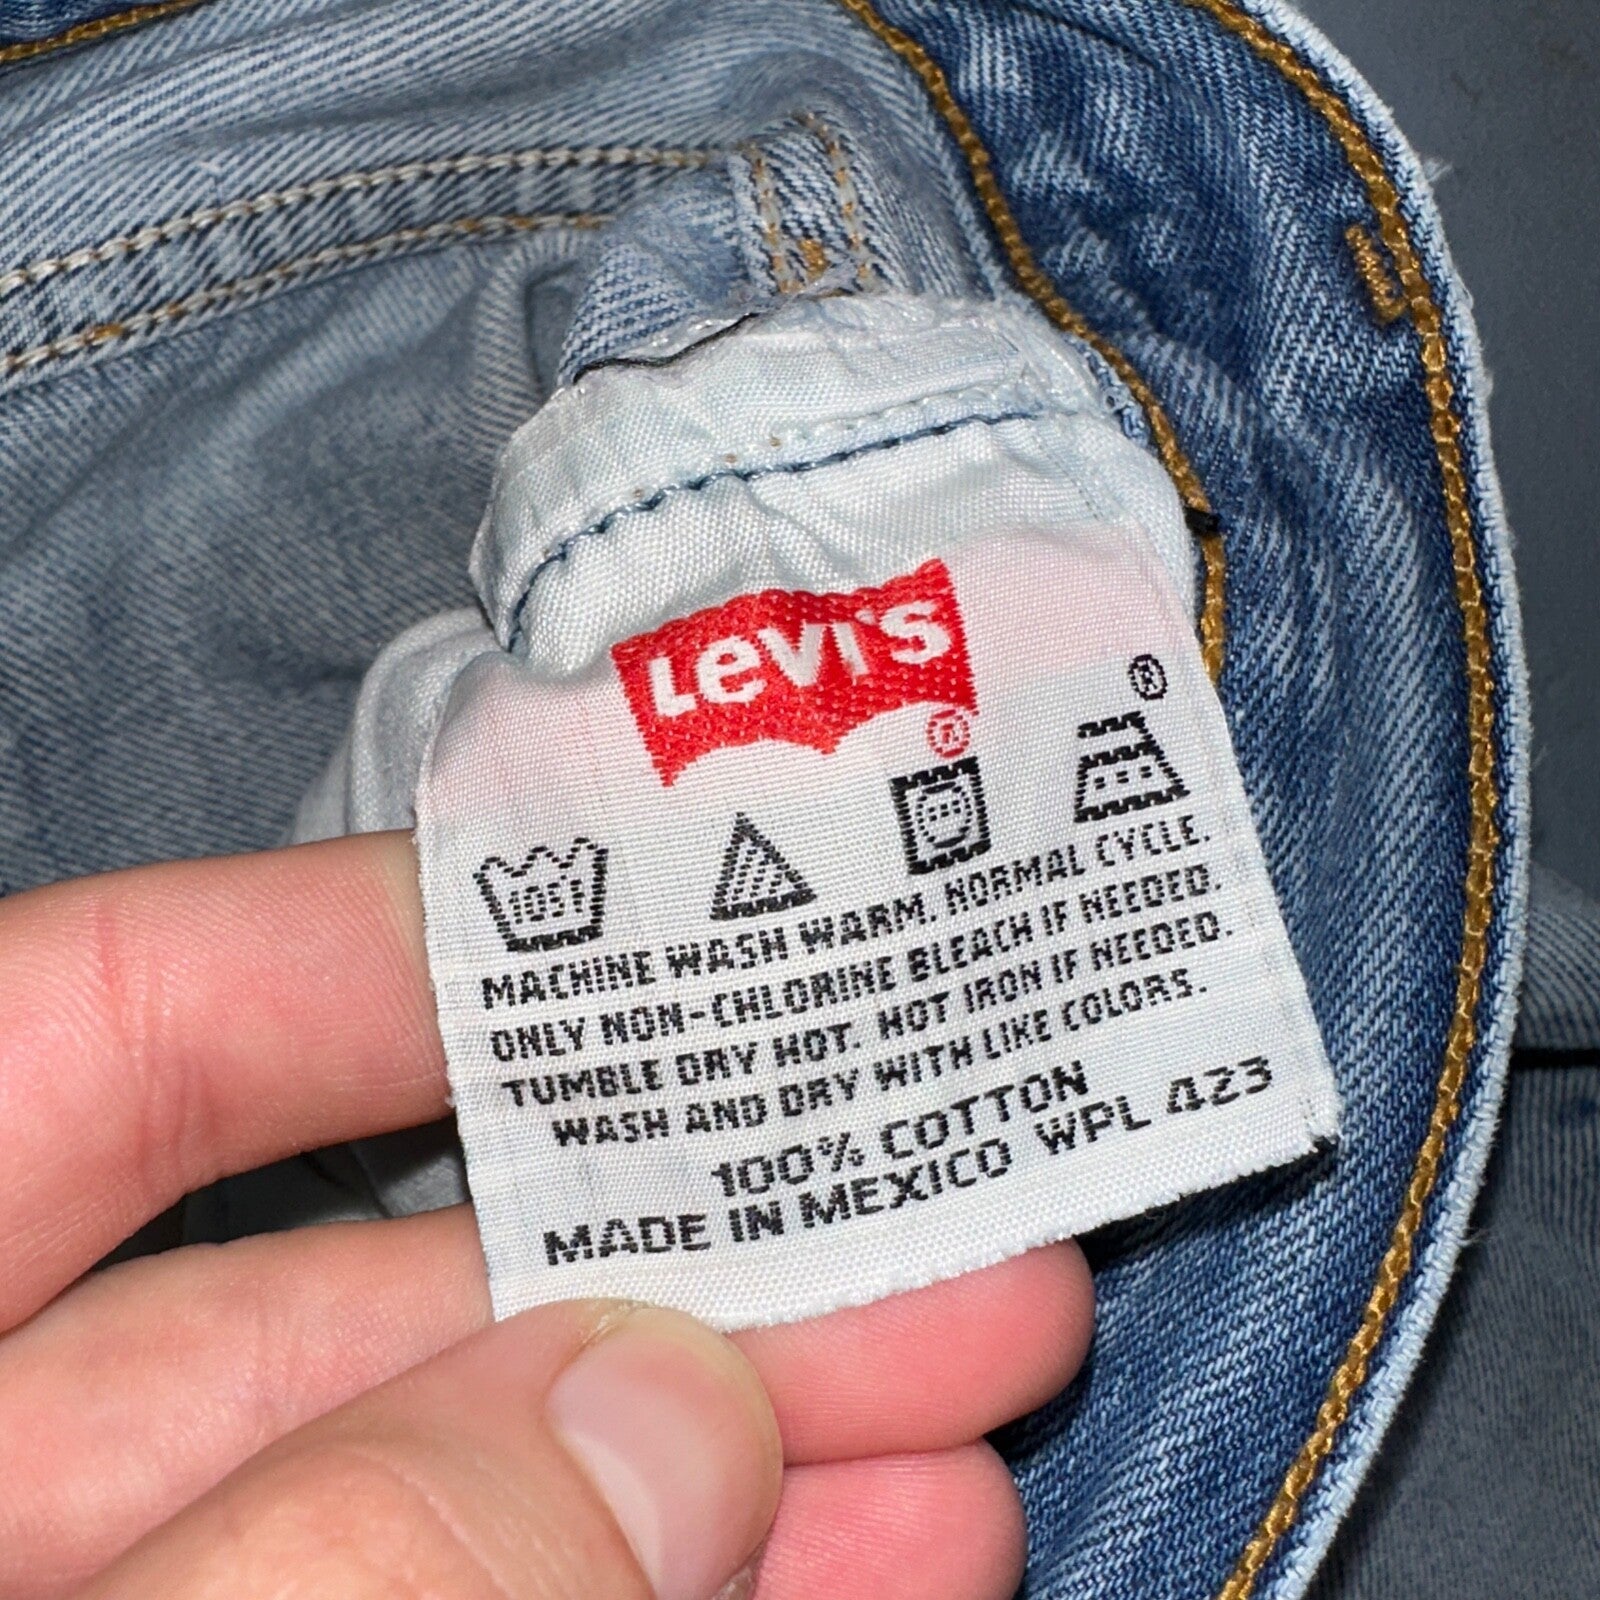 Levi's
®
®
105F
MACHINE WASH WARM. NORMAL CYCLE.
ONLY NON-CHLORINE BLEACH IF NEEDED.
TUMBLE DRY HOT. HOT IRON IF NEEDED.
WASH AND DRY WITH LIKE COLORS.
100% COTTON
MADE IN MEXICO WPL 423